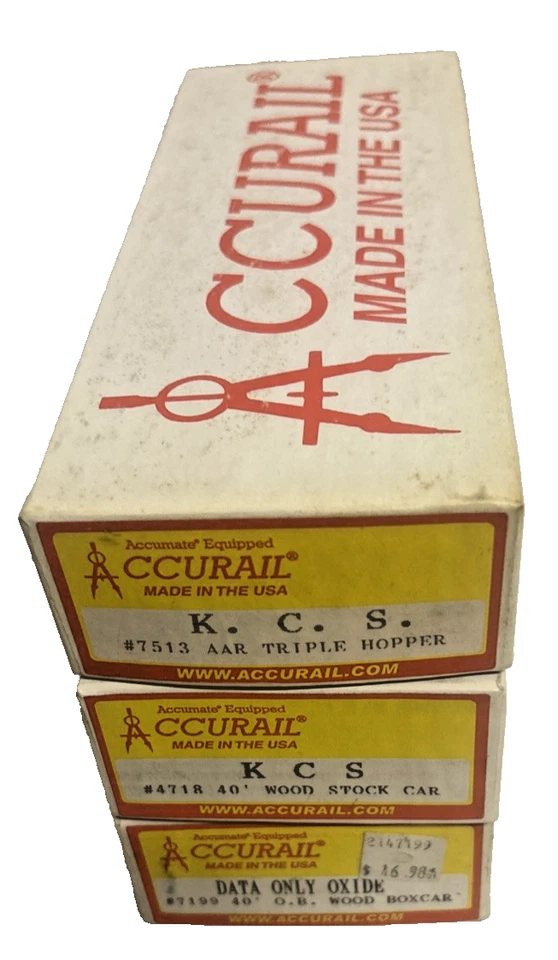 ACCURAIL®
MADE IN THE USA
Accumate® Equipped
ACCURAIL®
MADE IN THE USA
K. C. S.
#7513 AAR TRIPLE HOPPER
WWW.ACCURAIL.COM
Accumate® Equipped
ACCURAIL®
MADE IN THE USA
K C S
#4718 40' WOOD STOCK CAR
WWW.ACCURAIL.COM
Accumate® Equipped
ACCURAIL®
MADE IN THE USA
2147199
$ 16.98
DATA ONLY OXIDE
#7199 40' O.B. WOOD BOXCAR
WWW.ACCURAIL.COM